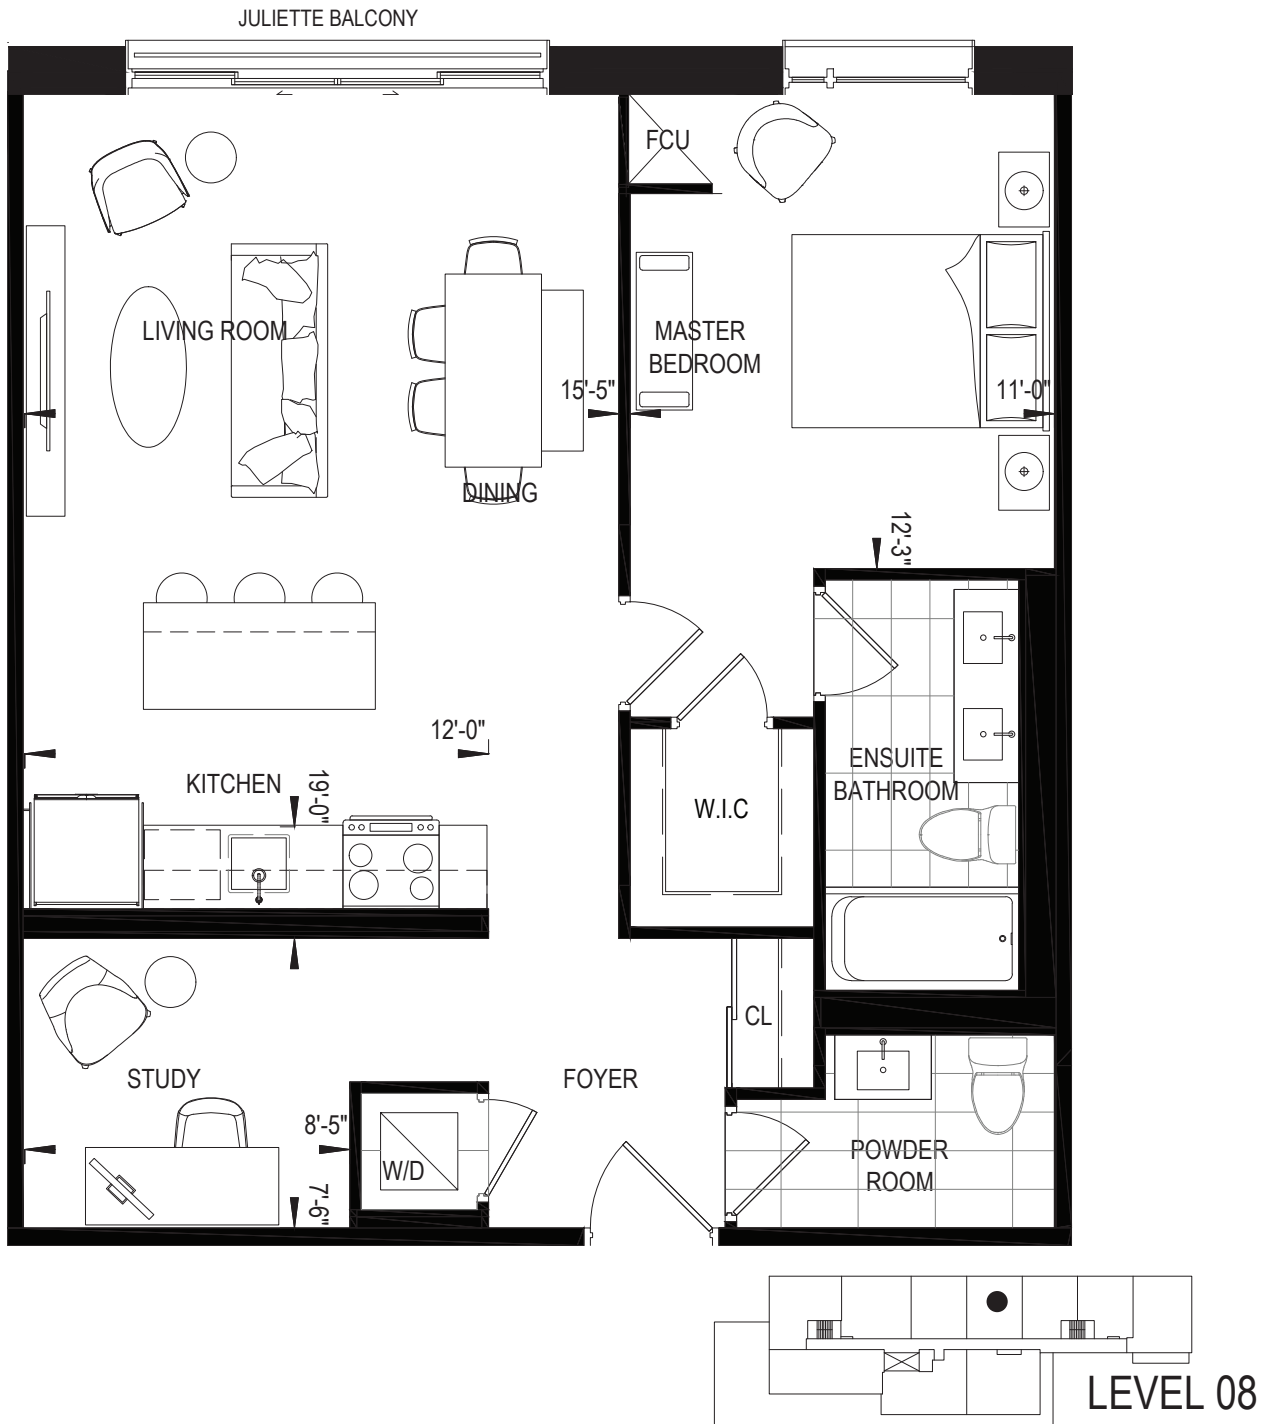 JULIETTE BALCONY
FCU
LIVING ROOM
MASTER
BEDROOM
15'-5"
11'-0"
DINING
12'-3"
12'-0"
KITCHEN
19'-0"
ENSUITE
BATHROOM
W.I.C
CL
STUDY
FOYER
8'-5"
W/D
7'-6"
POWDER
ROOM
LEVEL 08